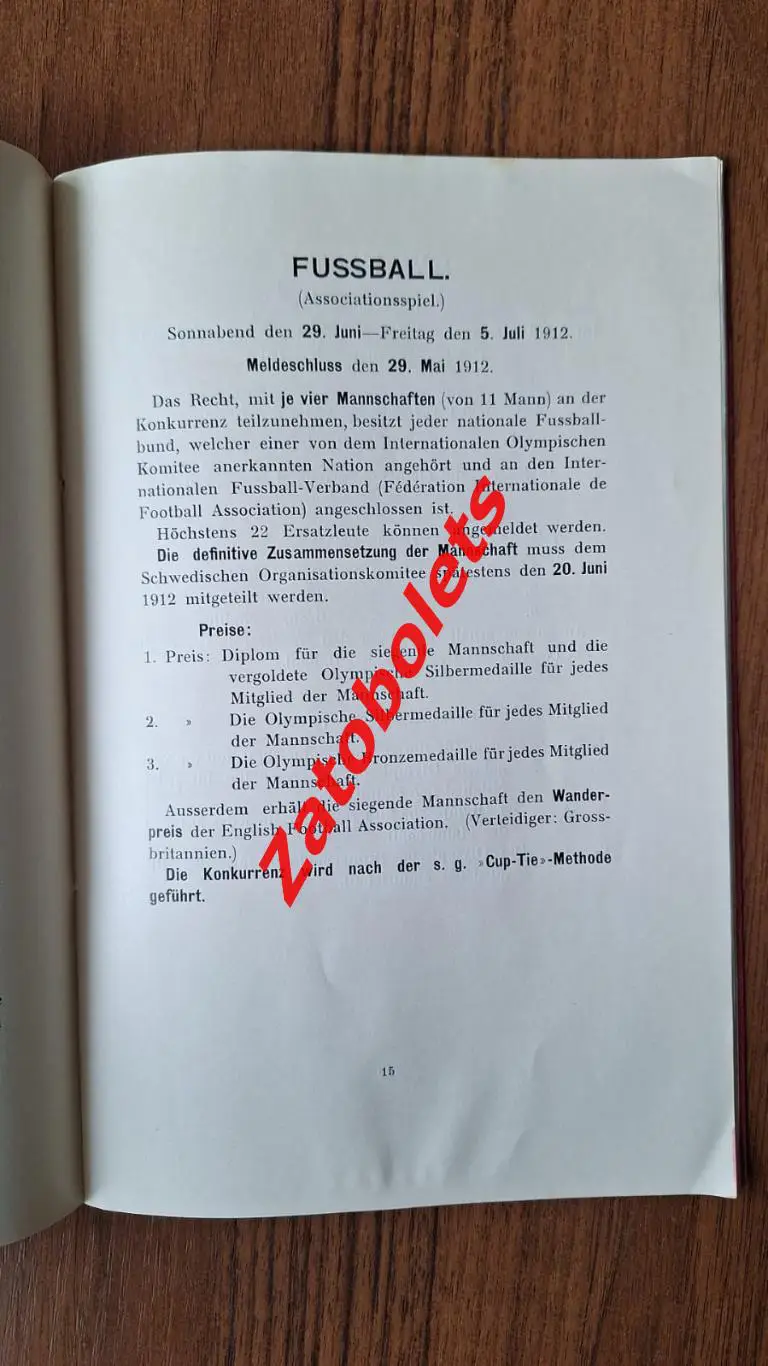 FUSSBALL.
(Associationsspiel.)
Sonnabend den 29. Juni—Freitag den 5. Juli 1912.
Meldeschluss den 29. Mai 1912.
Das Recht, mit je vier Mannschaften (von 11 Mann) an der
Konkurrenz teilzunehmen, besitzt jeder nationale Fussball-
bund, welcher einer von dem Internationalen Olympischen
Komitee anerkannten Nation angehört und an den Inter-
nationalen Fussball-Verband (Fédération Internationale de
Football Association) angeschlossen ist.
Höchstens 22 Ersatzleute können angemeldet werden.
Die definitive Zusammensetzung der Mannschaft muss dem
Schwedischen Organisationskomitee spätestens den 20. Juni
1912 mitgeteilt werden.
Preise:
1. Preis: Diplom für die siegende Mannschaft und die
vergoldete Olympische Silbermedaille für jedes
Mitglied der Mannschaft.
2. » Die Olympische Silbermedaille für jedes Mitglied
der Mannschaft.
3. » Die Olympische Bronzemedaille für jedes Mitglied
der Mannschaft.
Ausserdem erhält die siegende Mannschaft den Wander-
preis der English Football Association. (Verteidiger: Gross-
britannien.)
Die Konkurrenz wird nach der s. g. »Cup-Tie»-Methode
geführt.
15
Zatobolets